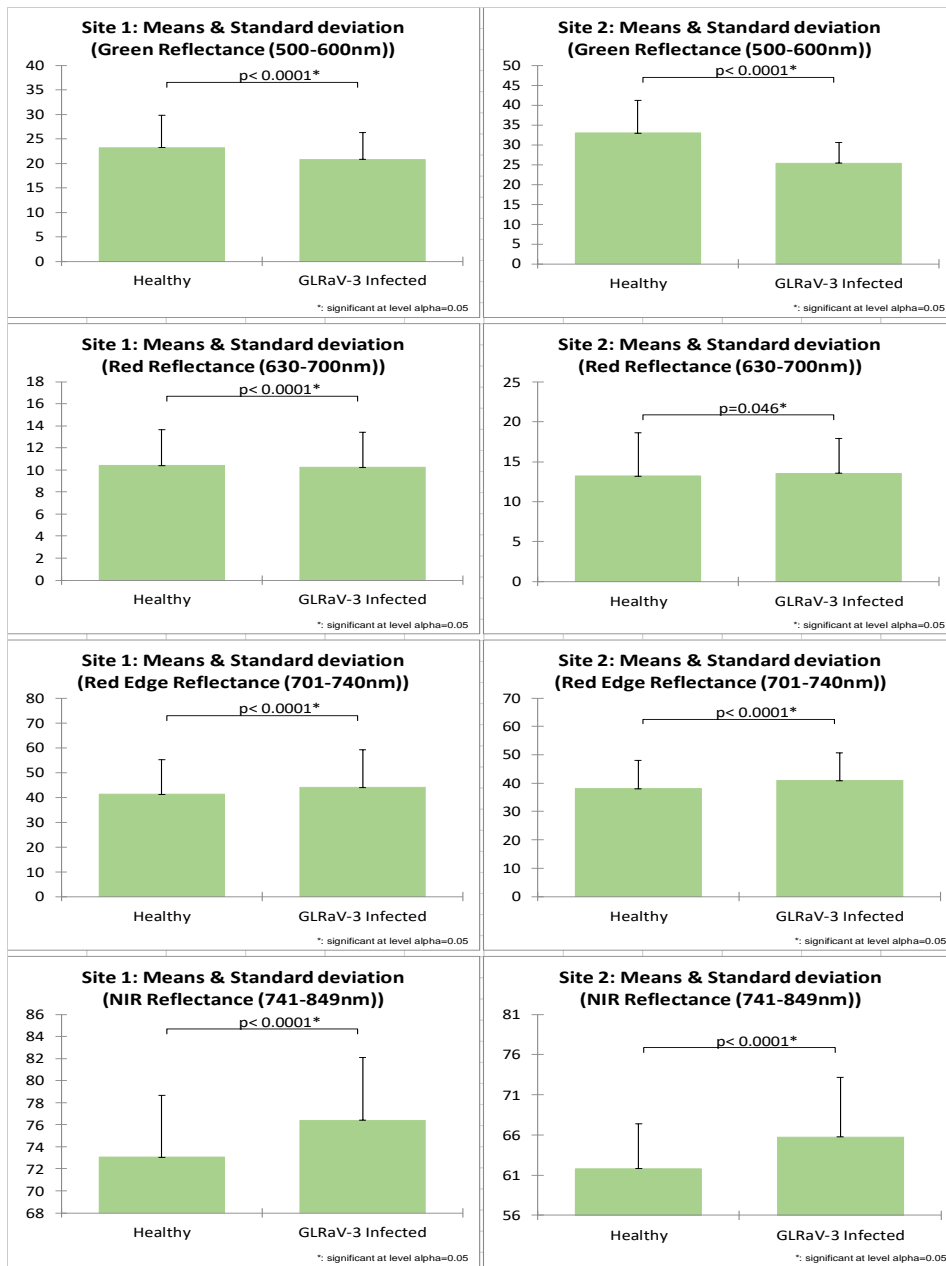 Site 1: Means & Standard deviation
(Green Reflectance (500-600nm))
40
35
30
25
20
15
10
5
0
p< 0.0001*
Healthy
GLRaV-3 Infected
*: significant at level alpha=0.05
Site 2: Means & Standard deviation
(Green Reflectance (500-600nm))
50
45
40
35
30
25
20
15
10
5
0
p< 0.0001*
Healthy
GLRaV-3 Infected
*: significant at level alpha=0.05
Site 1: Means & Standard deviation
(Red Reflectance (630-700nm))
18
16
14
12
10
8
6
4
2
0
p< 0.0001*
Healthy
GLRaV-3 Infected
*: significant at level alpha=0.05
Site 2: Means & Standard deviation
(Red Reflectance (630-700nm))
25
20
15
10
5
0
p=0.046*
Healthy
GLRaV-3 Infected
*: significant at level alpha=0.05
Site 1: Means & Standard deviation
(Red Edge Reflectance (701-740nm))
80
70
60
50
40
30
20
10
0
p< 0.0001*
Healthy
GLRaV-3 Infected
*: significant at level alpha=0.05
Site 2: Means & Standard deviation
(Red Edge Reflectance (701-740nm))
70
60
50
40
30
20
10
0
p< 0.0001*
Healthy
GLRaV-3 Infected
*: significant at level alpha=0.05
Site 1: Means & Standard deviation
(NIR Reflectance (741-849nm))
86
84
82
80
78
76
74
72
70
68
p< 0.0001*
Healthy
GLRaV-3 Infected
*: significant at level alpha=0.05
Site 2: Means & Standard deviation
(NIR Reflectance (741-849nm))
81
76
71
66
61
56
p< 0.0001*
Healthy
GLRaV-3 Infected
*: significant at level alpha=0.05